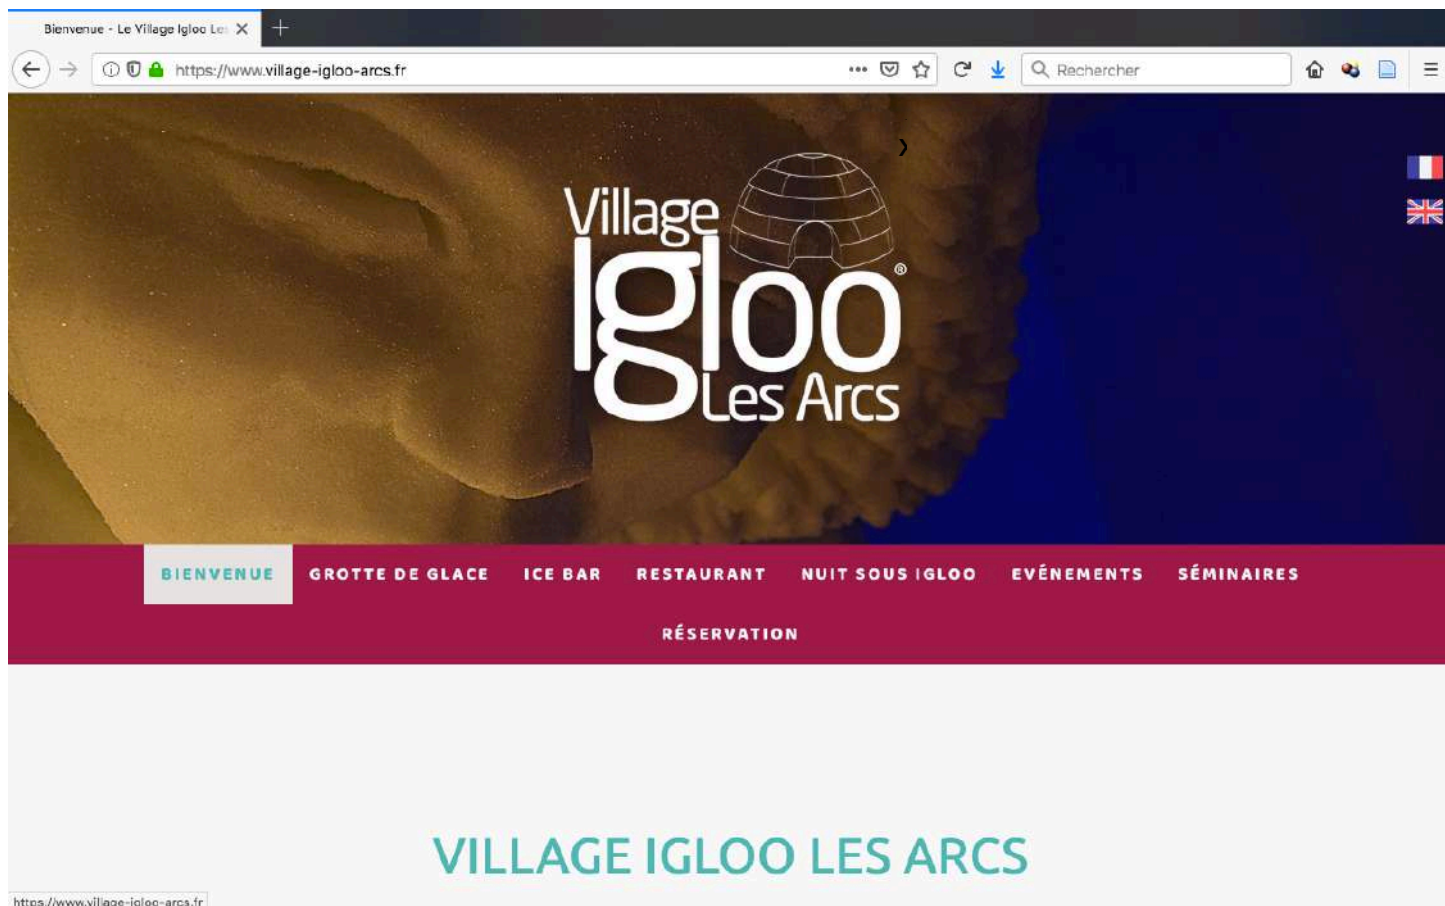 Bienvenue - Le Village Igloo Les
https://www.village-igloo-arcs.fr
Rechercher
Village
Igloo®
Les Arcs
BIENVENUE GROTTE DE GLACE ICE BAR RESTAURANT NUIT SOUS IGLOO EVÉNEMENTS SÉMINAIRES
RÉSERVATION
VILLAGE IGLOO LES ARCS
https://www.village-igloo-arcs.fr